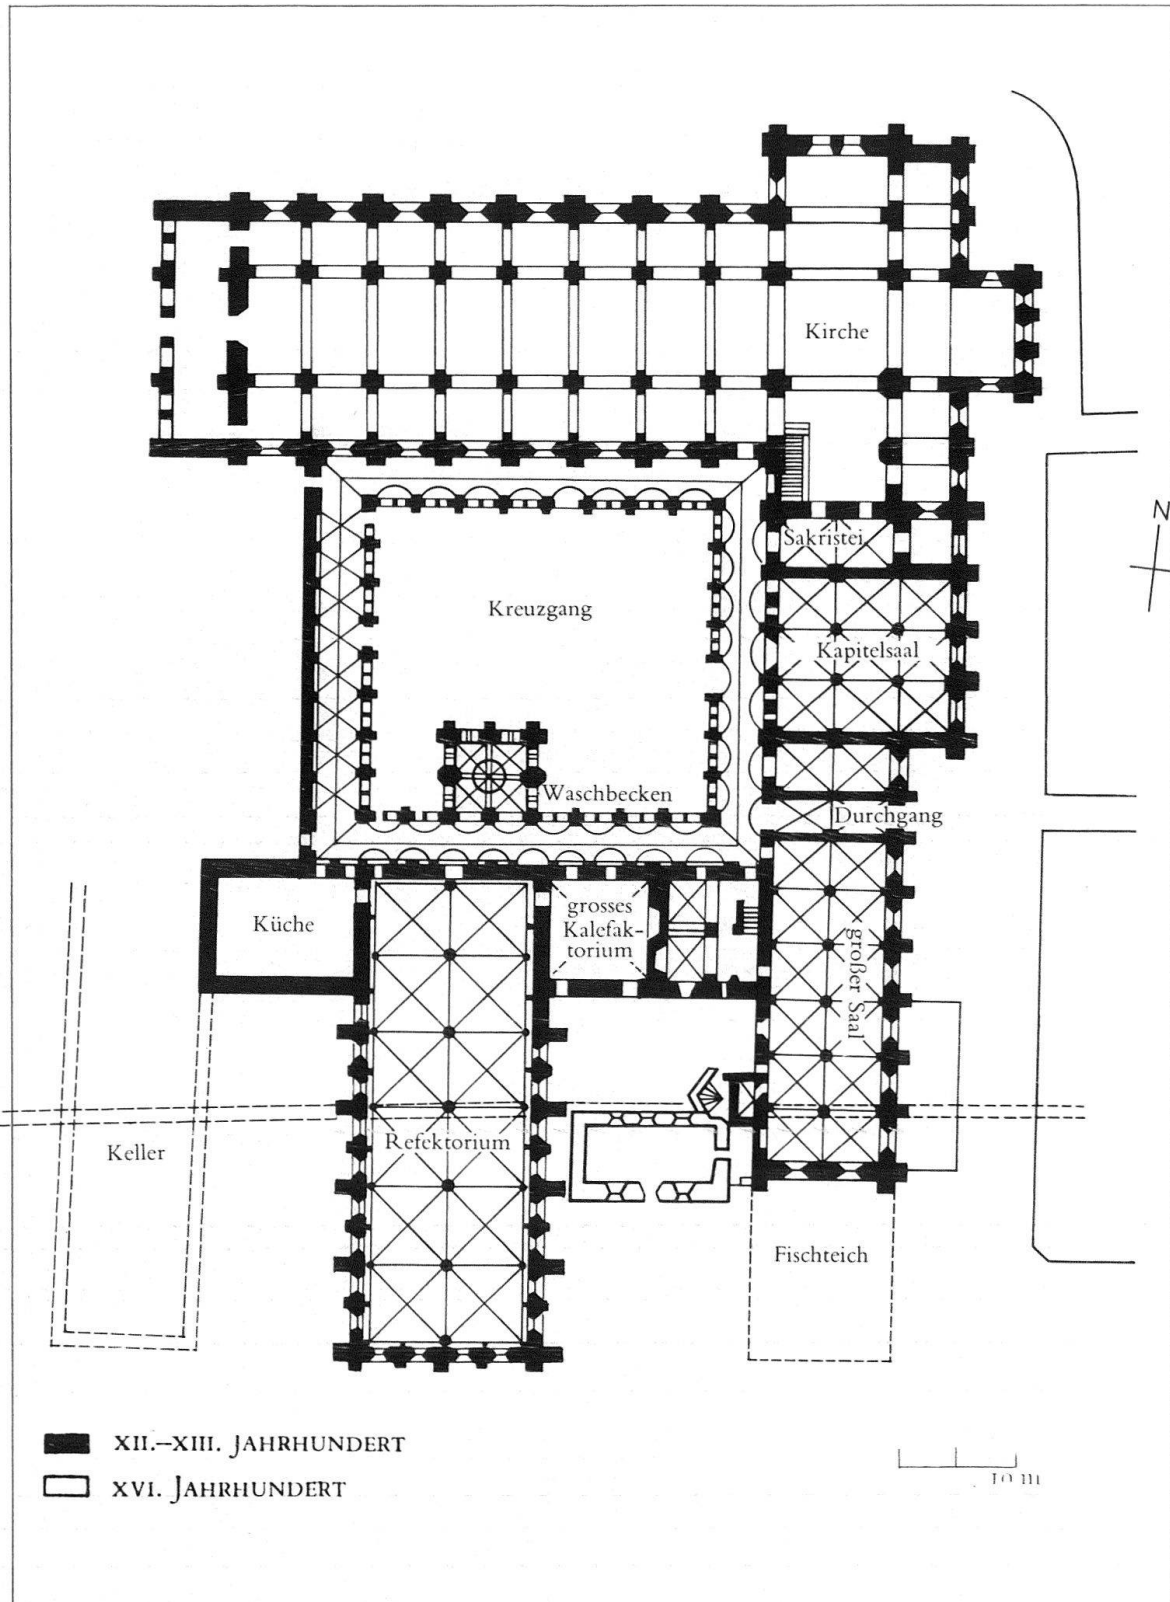 Kirche
N
Sakristei
Kreuzgang
Kapitelsaal
Waschbecken
Durchgang
grosses
Kalefak-
torium
Küche
großer Saal
Refektorium
Keller
Fischteich
XII.–XIII. JAHRHUNDERT
XVI. JAHRHUNDERT
10 m